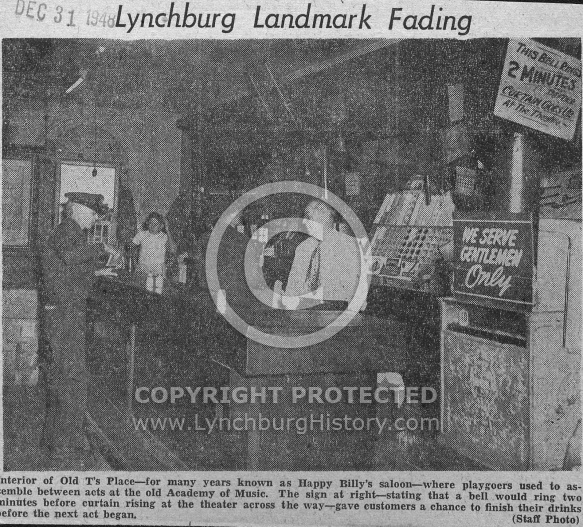 DEC 31 1948
Lynchburg Landmark Fading
THIS BELL RINGS
2 MINUTES
BEFORE
CURTAIN GOES UP
AT THE THEATRE
WE SERVE
GENTLEMEN
Only
©
COPYRIGHT PROTECTED
www.LynchburgHistory.com
nterior of Old T's Place—for many years known as Happy Billy's saloon—where playgoers used to as-
semble between acts at the old Academy of Music. The sign at right—stating that a bell would ring two
minutes before curtain rising at the theater across the way—gave customers a chance to finish their drinks
before the next act began. (Staff Photo)